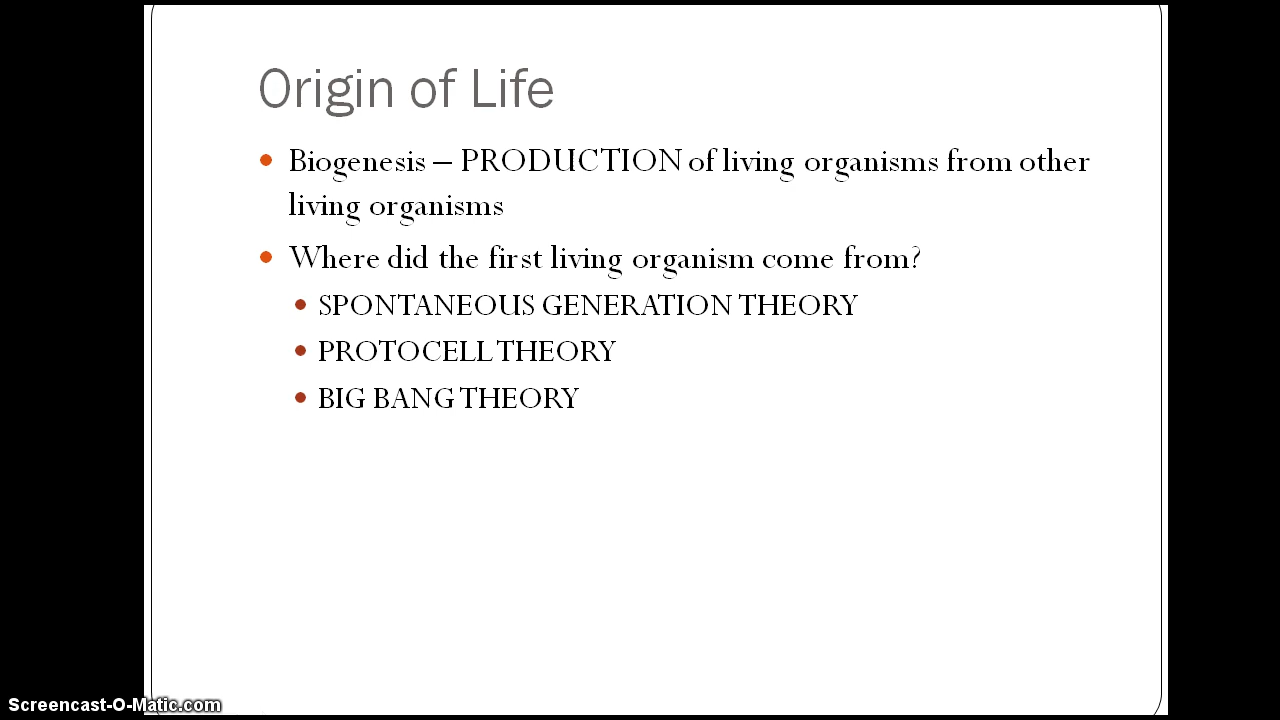 Origin of Life
Biogenesis – PRODUCTION of living organisms from other
living organisms
Where did the first living organism come from?
SPONTANEOUS GENERATION THEORY
PROTOCELL THEORY
BIG BANG THEORY
Screencast-O-Matic.com